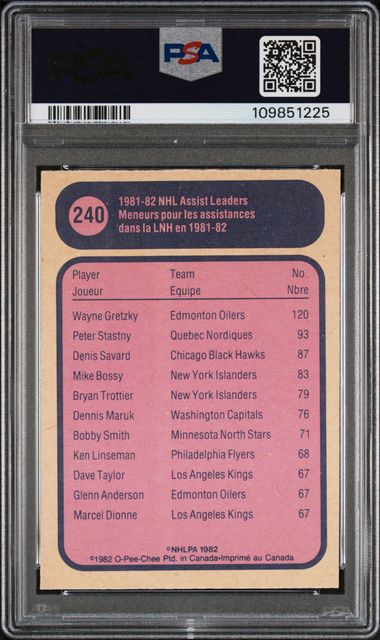 PSA
PSA
109851225
240
1981-82 NHL Assist Leaders
Meneurs pour les assistances
dans la LNH en 1981-82
Player Team No.
Joueur Equipe Nbre
Wayne Gretzky Edmonton Oilers 120
Peter Stastny Quebec Nordiques 93
Denis Savard Chicago Black Hawks 87
Mike Bossy New York Islanders 83
Bryan Trottier New York Islanders 79
Dennis Maruk Washington Capitals 76
Bobby Smith Minnesota North Stars 71
Ken Linseman Philadelphia Flyers 68
Dave Taylor Los Angeles Kings 67
Glenn Anderson Edmonton Oilers 67
Marcel Dionne Los Angeles Kings 67
©NHLPA 1982
©1982 O-Pee-Chee Ptd. in Canada-Imprimé au Canada
PSA